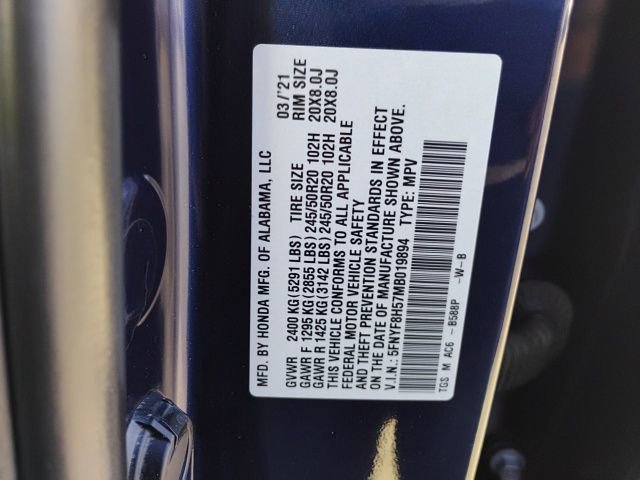 MFD. BY HONDA MFG. OF ALABAMA, LLC 03/'21
GVWR 2400 KG(5291 LBS) TIRE SIZE RIM SIZE
GAWR F 1295 KG(2855 LBS) 245/50R20 102H 20X8.0J
GAWR R 1425 KG(3142 LBS) 245/50R20 102H 20X8.0J
THIS VEHICLE CONFORMS TO ALL APPLICABLE
FEDERAL MOTOR VEHICLE SAFETY
AND THEFT PREVENTION STANDARDS IN EFFECT
ON THE DATE OF MANUFACTURE SHOWN ABOVE.
V.I.N.: 5FNYF8H57MB019894 TYPE: MPV
TGS M AC6 - B588P -W-B